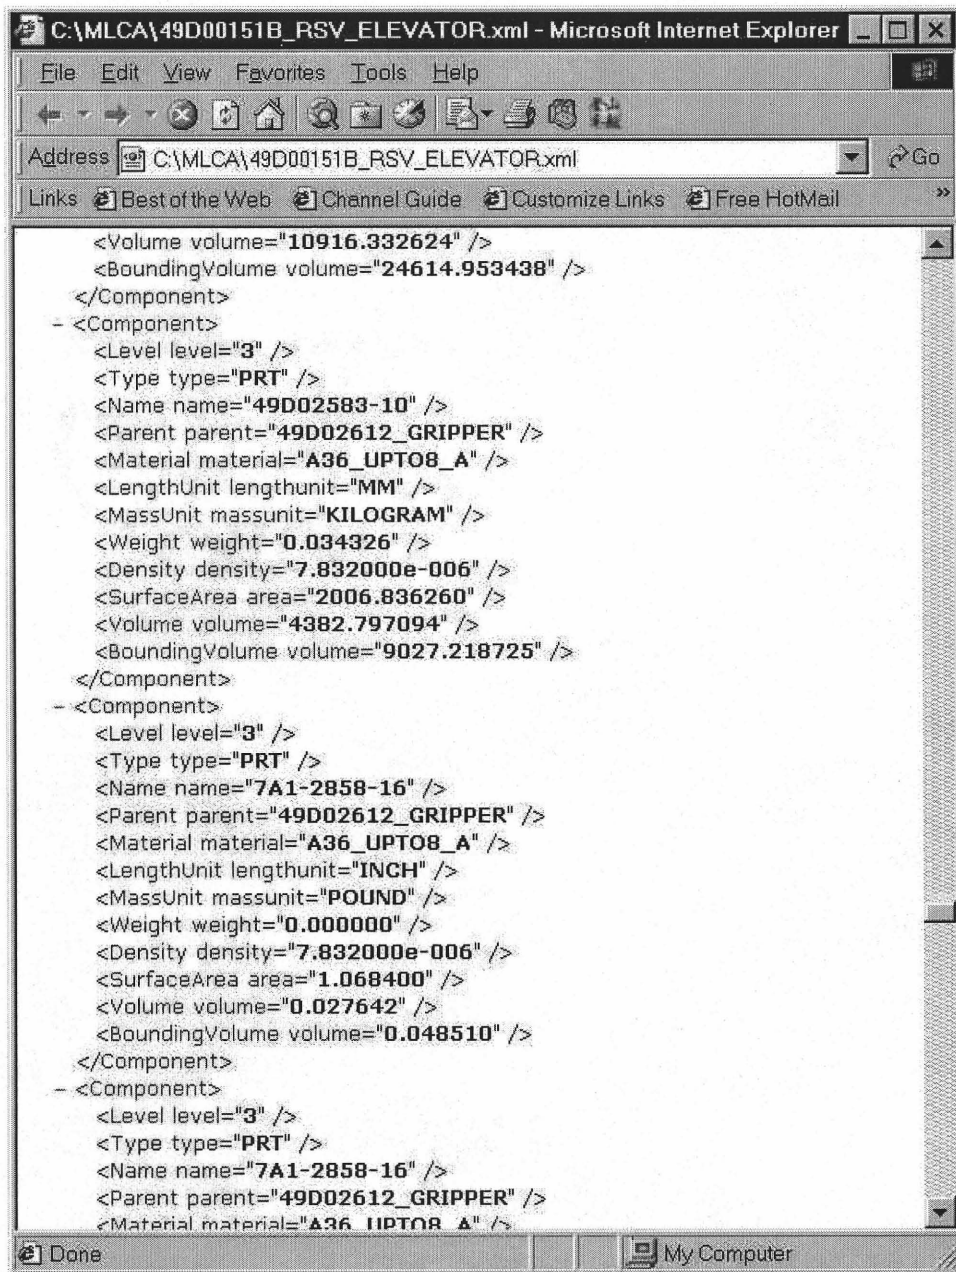 C:\MLCA\49D00151B_RSV_ELEVATOR.xml - Microsoft Internet Explorer
File Edit View Favorites Tools Help
Address C:\MLCA\49D00151B_RSV_ELEVATOR.xml Go
Links Best of the Web Channel Guide Customize Links Free HotMail »
<Volume volume="10916.332624" />
<BoundingVolume volume="24614.953438" />
</Component>
- <Component>
<Level level="3" />
<Type type="PRT" />
<Name name="49D02583-10" />
<Parent parent="49D02612_GRIPPER" />
<Material material="A36_UPTO8_A" />
<LengthUnit lengthunit="MM" />
<MassUnit massunit="KILOGRAM" />
<Weight weight="0.034326" />
<Density density="7.832000e-006" />
<SurfaceArea area="2006.836260" />
<Volume volume="4382.797094" />
<BoundingVolume volume="9027.218725" />
</Component>
- <Component>
<Level level="3" />
<Type type="PRT" />
<Name name="7A1-2858-16" />
<Parent parent="49D02612_GRIPPER" />
<Material material="A36_UPTO8_A" />
<LengthUnit lengthunit="INCH" />
<MassUnit massunit="POUND" />
<Weight weight="0.000000" />
<Density density="7.832000e-006" />
<SurfaceArea area="1.068400" />
<Volume volume="0.027642" />
<BoundingVolume volume="0.048510" />
</Component>
- <Component>
<Level level="3" />
<Type type="PRT" />
<Name name="7A1-2858-16" />
<Parent parent="49D02612_GRIPPER" />
<Material material="A36_UPTO8_A" />
Done My Computer